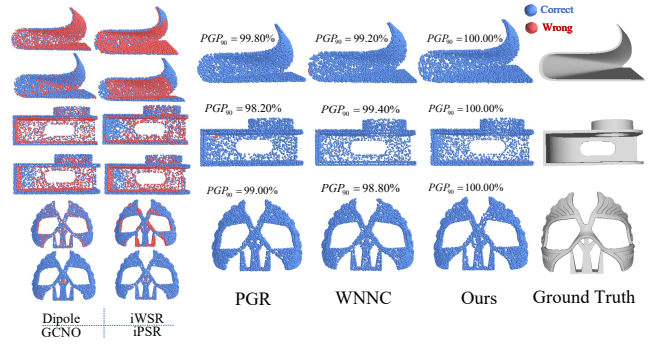 Correct
Wrong
PGP90 = 99.80%
PGP90 = 99.20%
PGP90 = 100.00%
PGP90 = 98.20%
PGP90 = 99.40%
PGP90 = 100.00%
PGP90 = 99.00%
PGP90 = 98.80%
PGP90 = 100.00%
PGR
WNNC
Ours
Ground Truth
Dipole
iWSR
GCNO
iPSR